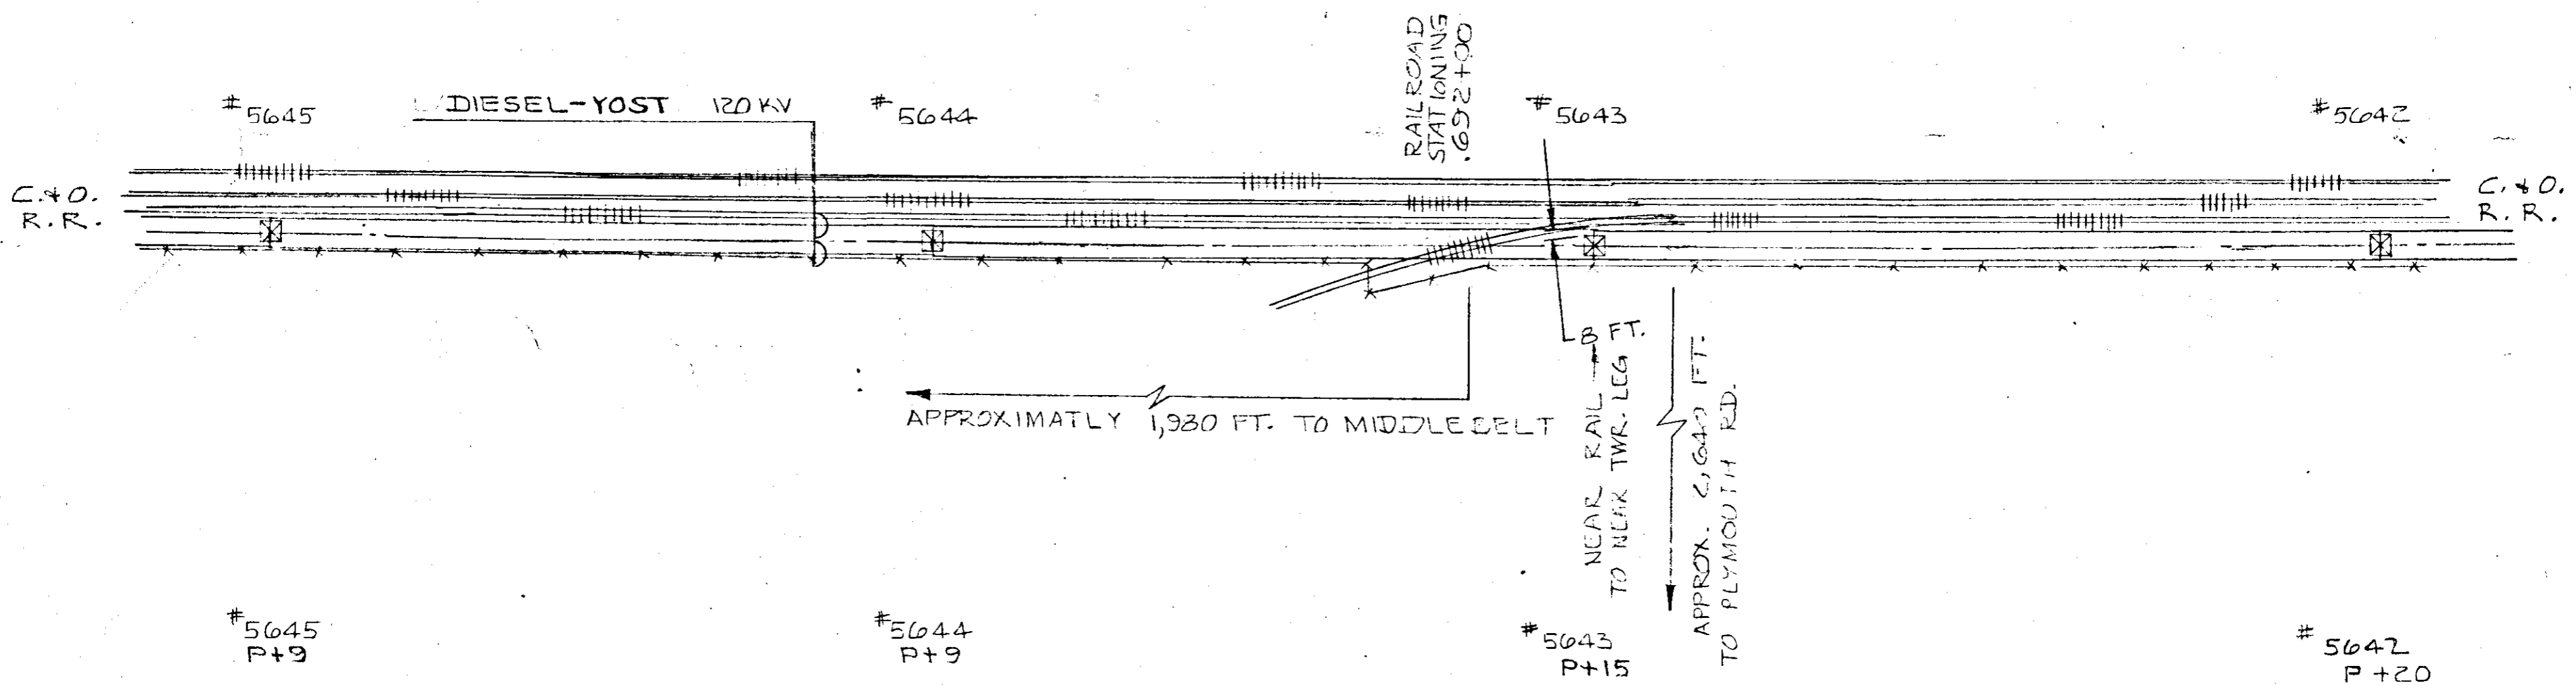 RAILROAD
STATIONING
692+00
#5645
DIESEL-YOST 120 KV
#5644
#5643
#5642
C.&O.
R.R.
C.&O.
R.R.
8 FT.
NEAR RAIL
TO NEAR TWR. LEG
APPROX. 2,640 FT.
TO PLYMOUTH RD.
APPROXIMATLY 1,980 FT. TO MIDDLEBELT
#5645
P+9
#5644
P+9
#5643
P+15
#5642
P+20